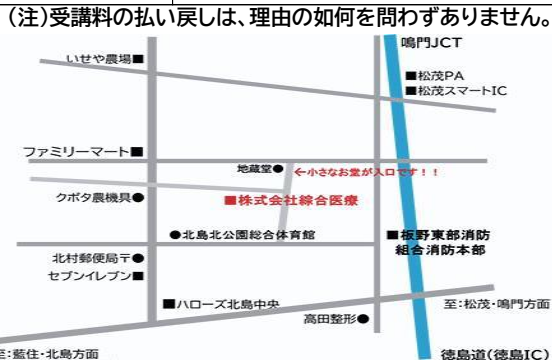 (注)受講料の払い戻しは、理由の如何を問わずありません。
鳴門JCT
いせや農場■
■松茂PA
■松茂スマートIC
ファミリーマート■
地蔵堂●
←小さなお堂が入口です！！
クボタ農機具●
■株式会社綜合医療
●北島北公園総合体育館
■板野東部消防
組合消防本部
北村郵便局〒●
セブンイレブン■
■ハローズ北島中央
至:松茂・鳴門方面
高田整形●
至:藍住・北島方面
徳島道(徳島IC)